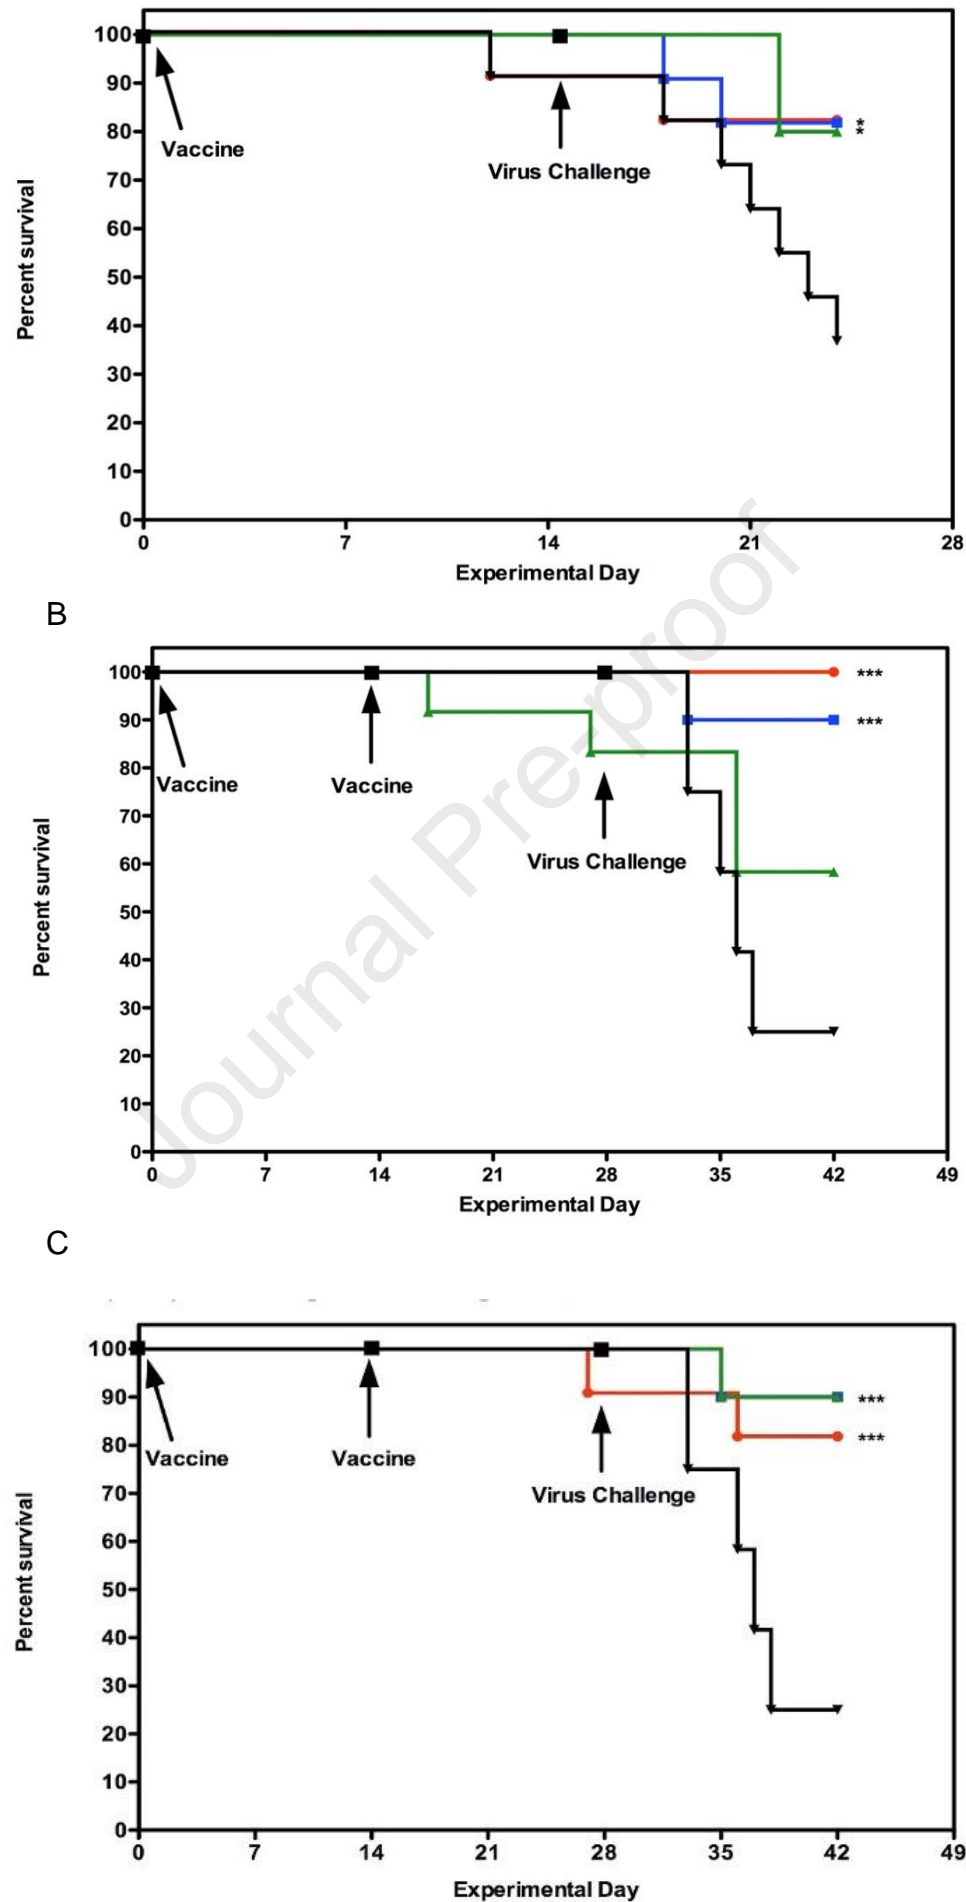 100
90
80
70
60
50
40
30
20
10
0
Percent survival
Vaccine
Virus Challenge
*
*
0 7 14 21 28
Experimental Day
B
100
90
80
70
60
50
40
30
20
10
0
Percent survival
Vaccine
Vaccine
Virus Challenge
***
***
0 7 14 21 28 35 42 49
Experimental Day
C
100
90
80
70
60
50
40
30
20
10
0
Percent survival
Vaccine
Vaccine
Virus Challenge
***
***
0 7 14 21 28 35 42 49
Experimental Day
Journal Pre-proof